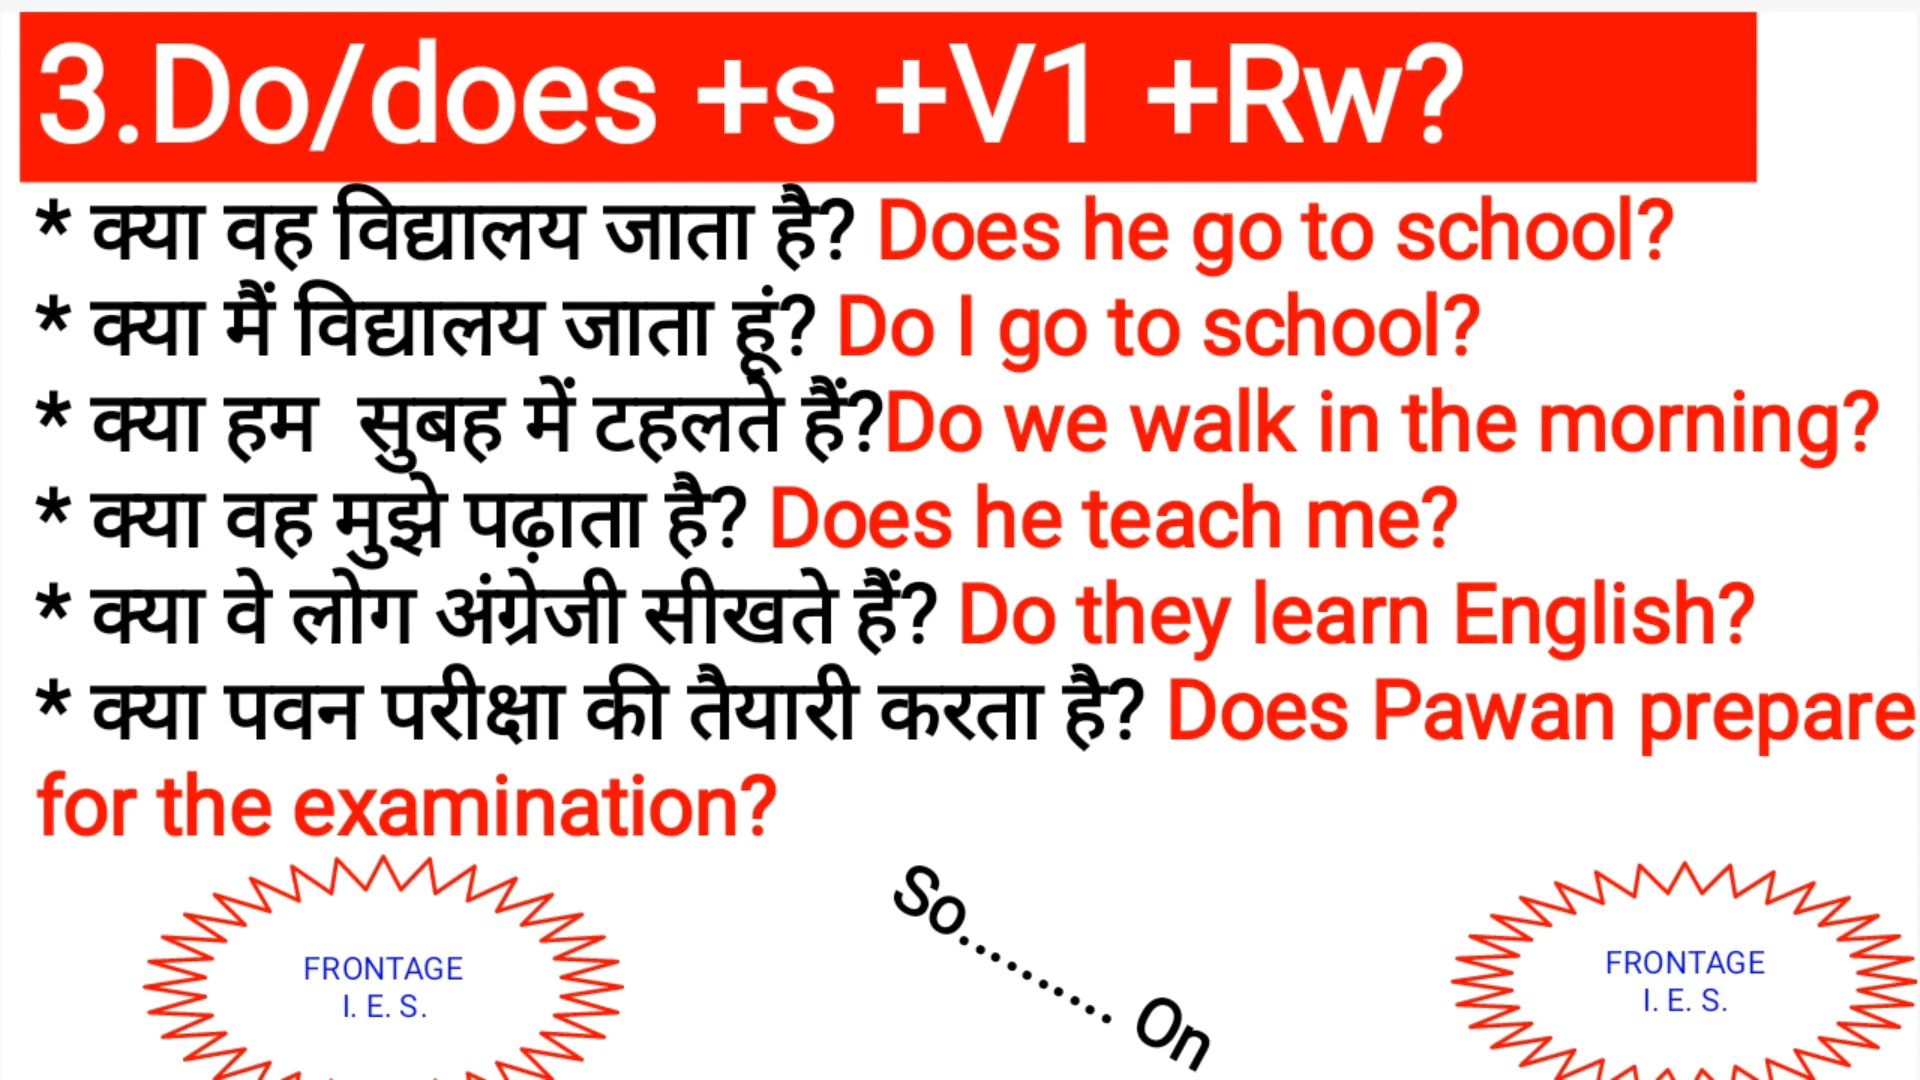 3.Do/does +s +V1 +Rw?
* क्या वह विद्यालय जाता है? Does he go to school?
* क्या मैं विद्यालय जाता हूं? Do I go to school?
* क्या हम  सुबह में टहलते हैं?Do we walk in the morning?
* क्या वह मुझे पढ़ाता है? Does he teach me?
* क्या वे लोग अंग्रेजी सीखते हैं? Do they learn English?
* क्या पवन परीक्षा की तैयारी करता है? Does Pawan prepare
for the examination?
So.......... On
FRONTAGE
I. E. S.
FRONTAGE
I. E. S.